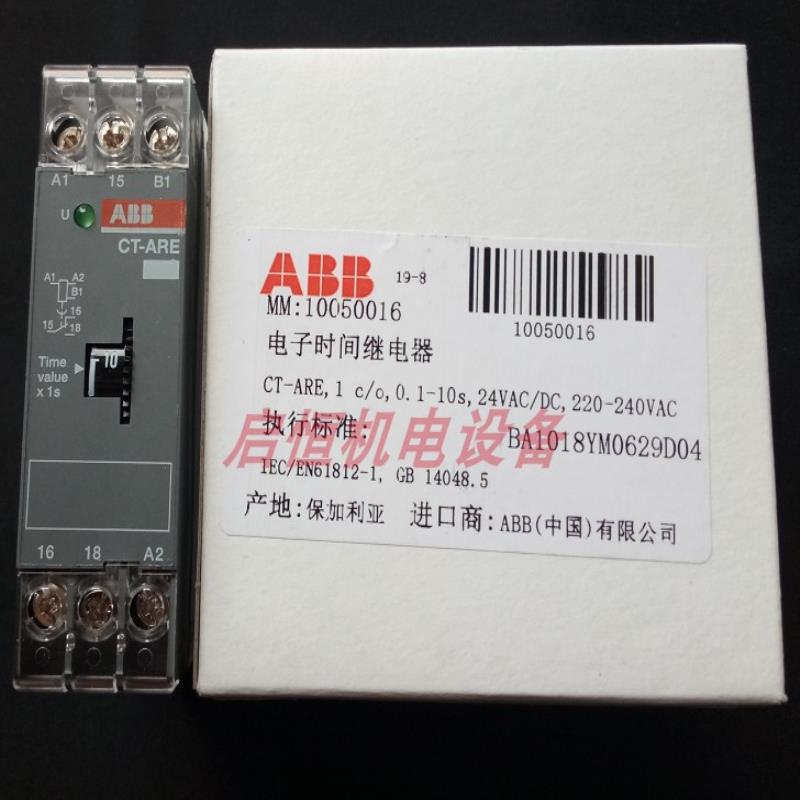 A1 15 B1
U ABB
CT-ARE
A1 A2
B1
16
15 18
Time
value
x 1s
10
16 18 A2
ABB 19-8
MM:10050016
10050016
电子时间继电器
CT-ARE,1 c/o,0.1-10s,24VAC/DC,220-240VAC
执行标准: BA1018YM0629D04
启恒机电设备
IEC/EN61812-1, GB 14048.5
产地:保加利亚 进口商:ABB(中国)有限公司